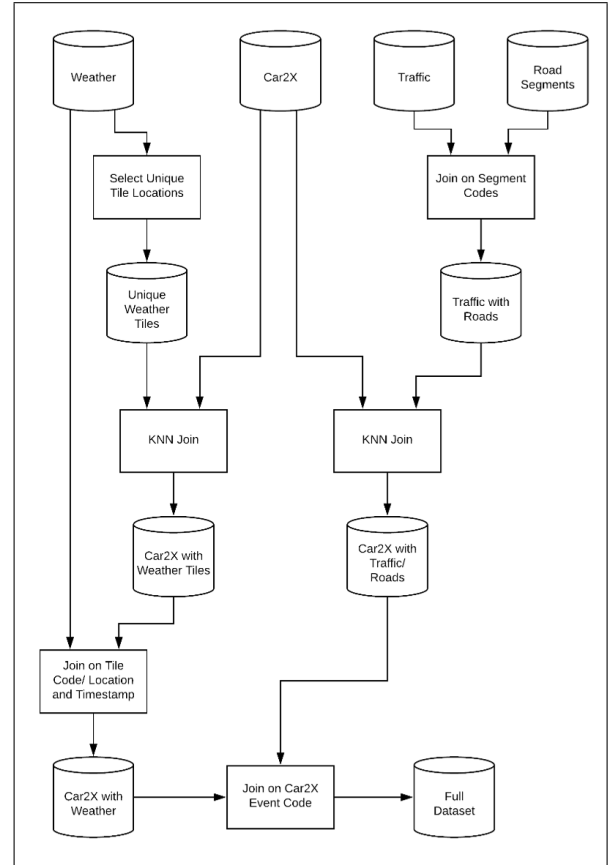 Weather
Car2X
Traffic
Road
Segments
Select Unique
Tile Locations
Join on Segment
Codes
Unique
Weather
Tiles
Traffic with
Roads
KNN Join
KNN Join
Car2X with
Weather Tiles
Car2X with
Traffic/
Roads
Join on Tile
Code/ Location
and Timestamp
Car2X with
Weather
Join on Car2X
Event Code
Full
Dataset